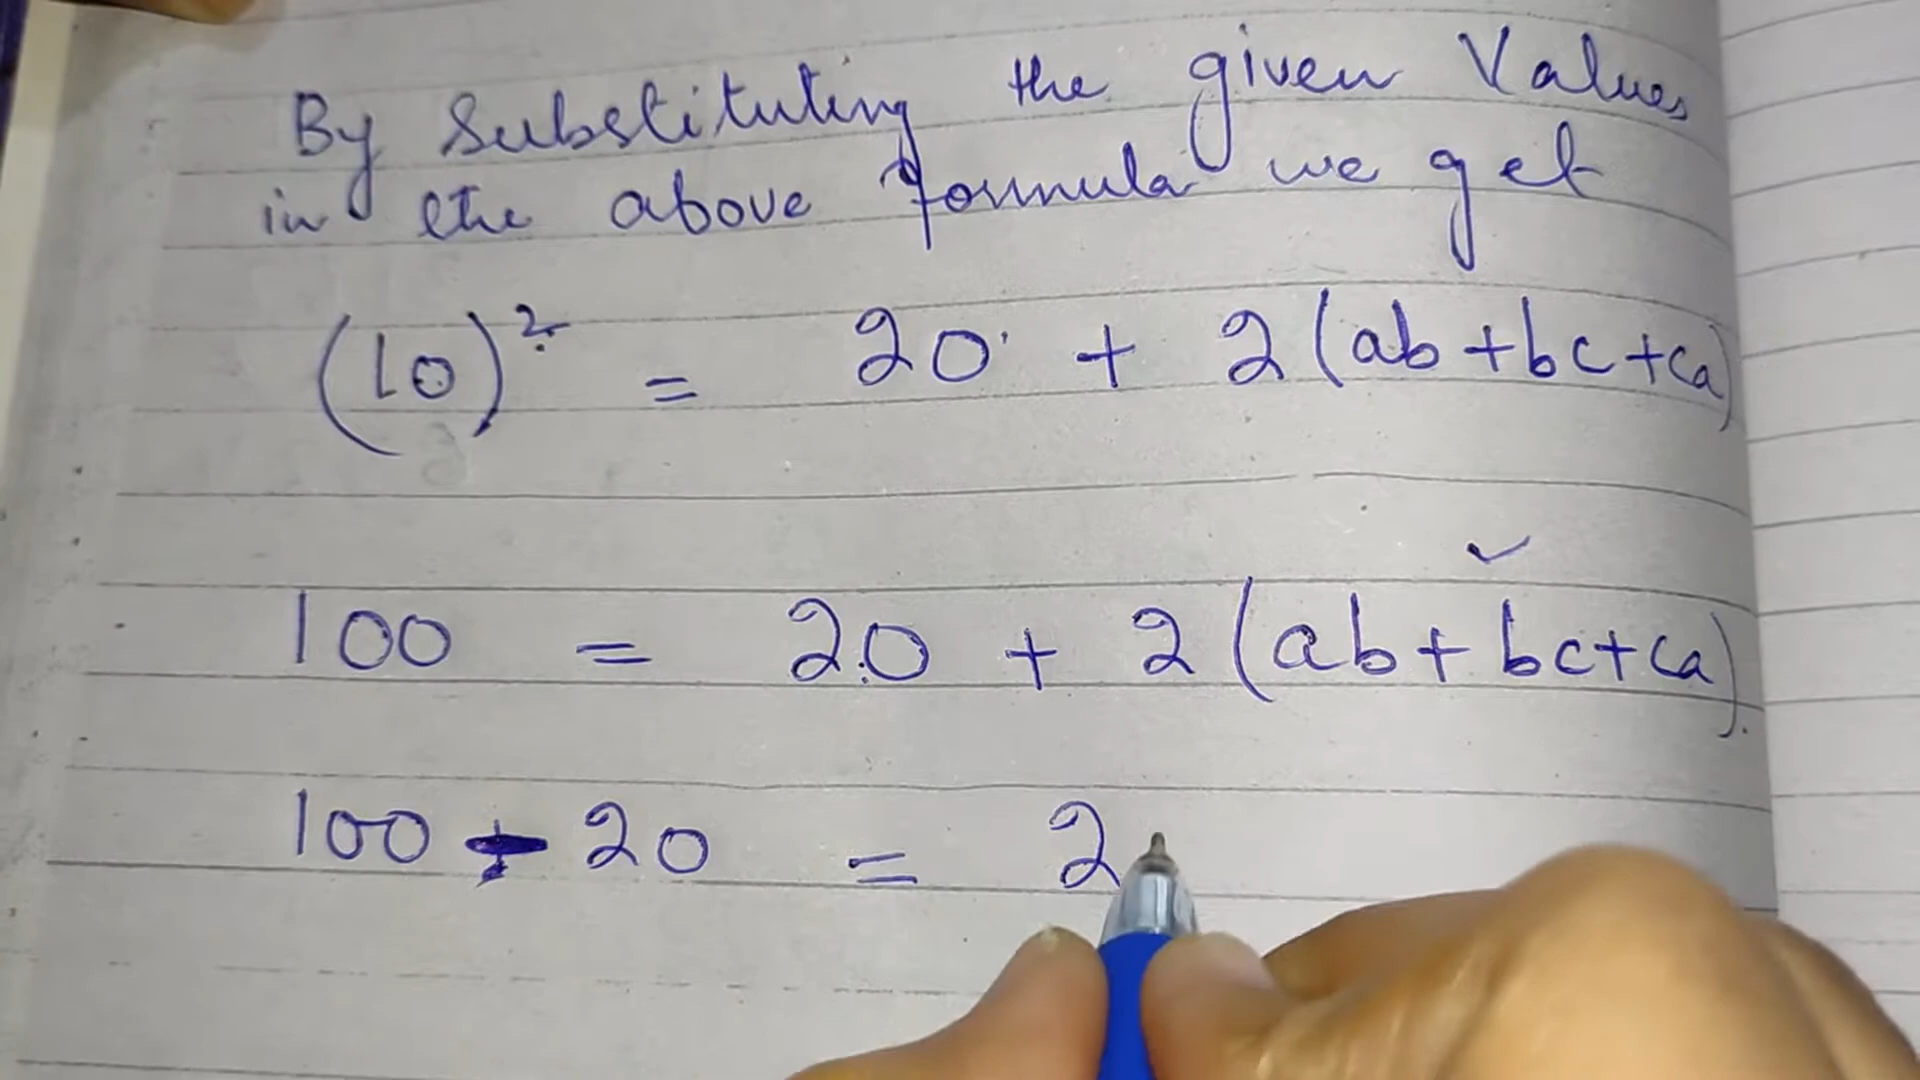 By Substituting the given Values
in the above formula we get
(10)² = 20 + 2(ab+bc+ca)
100 = 20 + 2(ab+bc+ca).
100 - 20 = 2